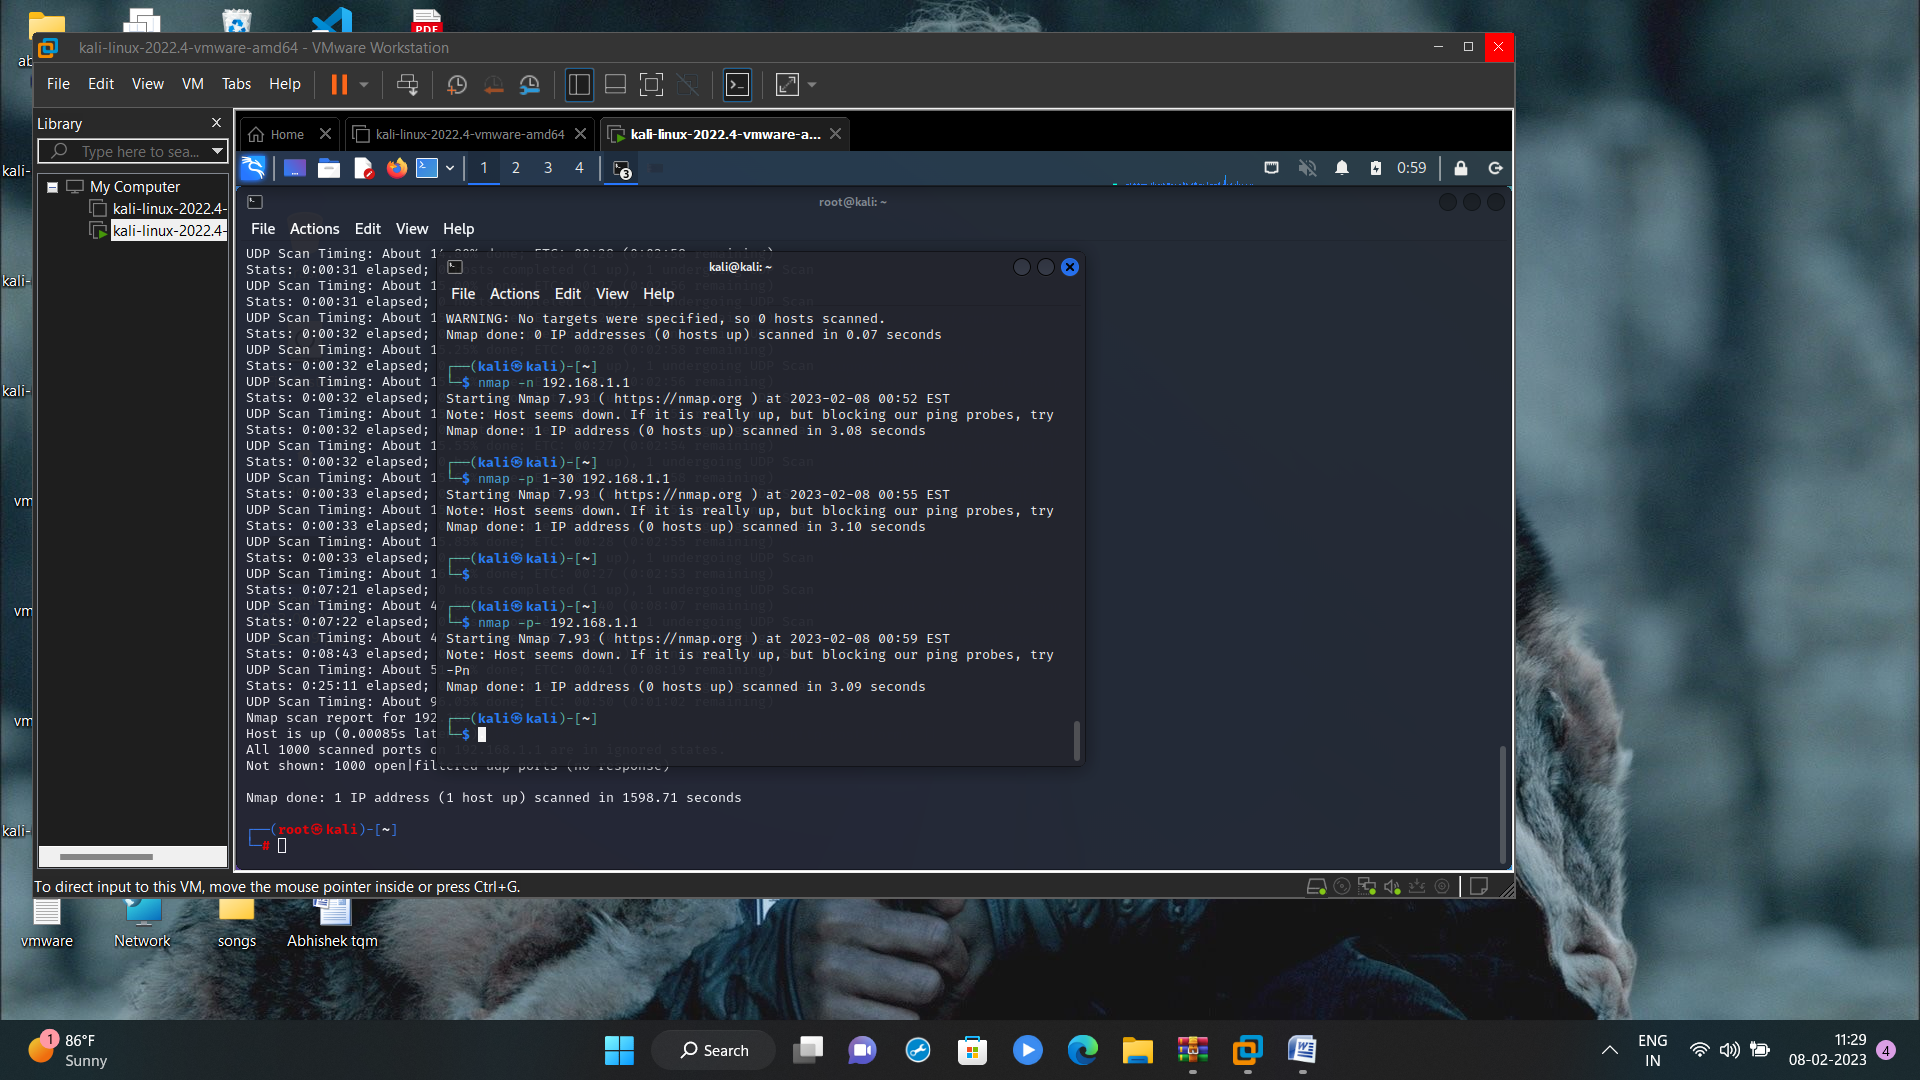 PDF
ab
kali-linux-2022.4-vmware-amd64 - VMware Workstation
File Edit View VM Tabs Help
Library
Type here to sea...
My Computer
kali-linux-2022.4-
kali-linux-2022.4-
Home
kali-linux-2022.4-vmware-amd64
kali-linux-2022.4-vmware-a...
1 2 3 4
3
0:59
root@kali: ~
File Actions Edit View Help
UDP Scan Timing: About 1
Stats: 0:00:31 elapsed;
UDP Scan Timing: About 1
Stats: 0:00:31 elapsed;
UDP Scan Timing: About 1
Stats: 0:00:32 elapsed;
UDP Scan Timing: About 1
Stats: 0:00:32 elapsed;
UDP Scan Timing: About 1
Stats: 0:00:32 elapsed;
UDP Scan Timing: About 1
Stats: 0:00:32 elapsed;
UDP Scan Timing: About 1
Stats: 0:00:32 elapsed;
UDP Scan Timing: About 1
Stats: 0:00:33 elapsed;
UDP Scan Timing: About 1
Stats: 0:00:33 elapsed;
UDP Scan Timing: About 1
Stats: 0:00:33 elapsed;
UDP Scan Timing: About 1
Stats: 0:07:21 elapsed;
UDP Scan Timing: About 4
Stats: 0:07:22 elapsed;
UDP Scan Timing: About 4
Stats: 0:08:43 elapsed;
UDP Scan Timing: About 5
Stats: 0:25:11 elapsed;
UDP Scan Timing: About 9
Nmap scan report for 192
Host is up (0.00085s lat
All 1000 scanned ports on 192.168.1.1 are in ignored states.
Not shown: 1000 open|filtered udp ports (no response)
Nmap done: 1 IP address (1 host up) scanned in 1598.71 seconds
(root㉿kali)-[~]
#
kali@kali: ~
File Actions Edit View Help
WARNING: No targets were specified, so 0 hosts scanned.
Nmap done: 0 IP addresses (0 hosts up) scanned in 0.07 seconds
(kali㉿kali)-[~]
$ nmap -n 192.168.1.1
Starting Nmap 7.93 ( https://nmap.org ) at 2023-02-08 00:52 EST
Note: Host seems down. If it is really up, but blocking our ping probes, try
Nmap done: 1 IP address (0 hosts up) scanned in 3.08 seconds
(kali㉿kali)-[~]
$ nmap -p 1-30 192.168.1.1
Starting Nmap 7.93 ( https://nmap.org ) at 2023-02-08 00:55 EST
Note: Host seems down. If it is really up, but blocking our ping probes, try
Nmap done: 1 IP address (0 hosts up) scanned in 3.10 seconds
(kali㉿kali)-[~]
$
(kali㉿kali)-[~]
$ nmap -p- 192.168.1.1
Starting Nmap 7.93 ( https://nmap.org ) at 2023-02-08 00:59 EST
Note: Host seems down. If it is really up, but blocking our ping probes, try
-Pn
Nmap done: 1 IP address (0 hosts up) scanned in 3.09 seconds
(kali㉿kali)-[~]
$
To direct input to this VM, move the mouse pointer inside or press Ctrl+G.
kali-
kali-
kali-
vm
vm
vm
kali-
vmware
Network
songs
Abhishek tqm
1
86°F
Sunny
Search
ENG
IN
11:29
08-02-2023
4